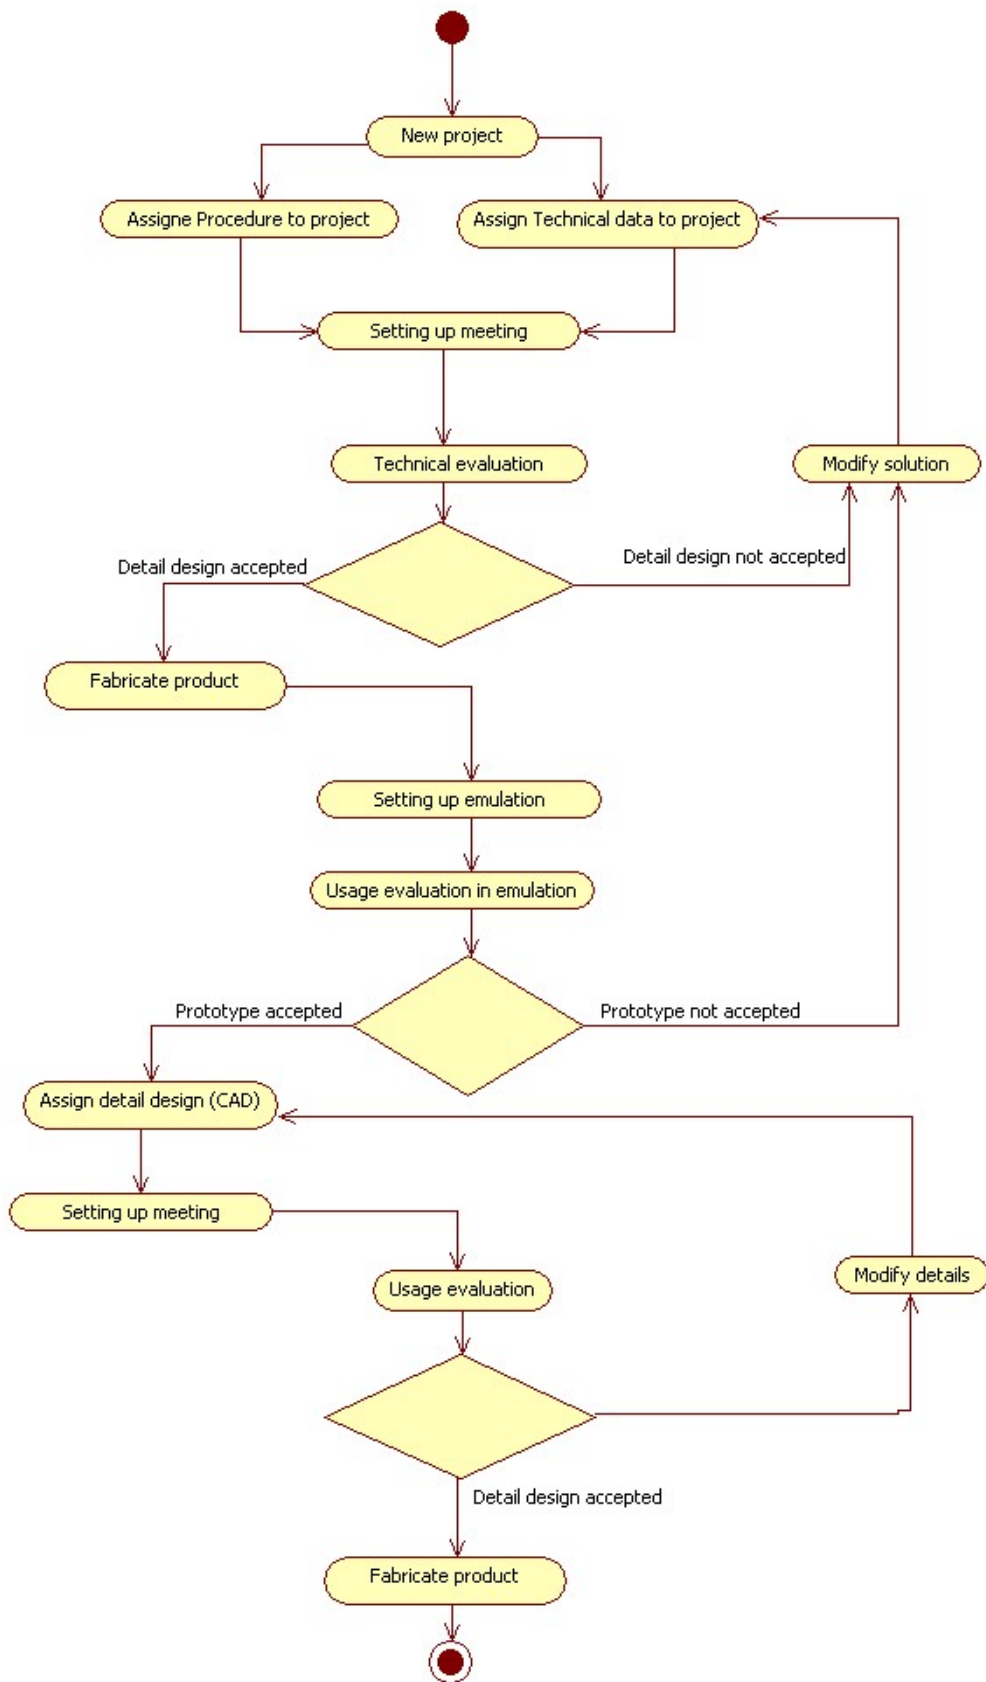 New project
Assigne Procedure to project
Assign Technical data to project
Setting up meeting
Technical evaluation
Modify solution
Detail design accepted
Detail design not accepted
Fabricate product
Setting up emulation
Usage evaluation in emulation
Prototype accepted
Prototype not accepted
Assign detail design (CAD)
Setting up meeting
Usage evaluation
Modify details
Detail design accepted
Fabricate product